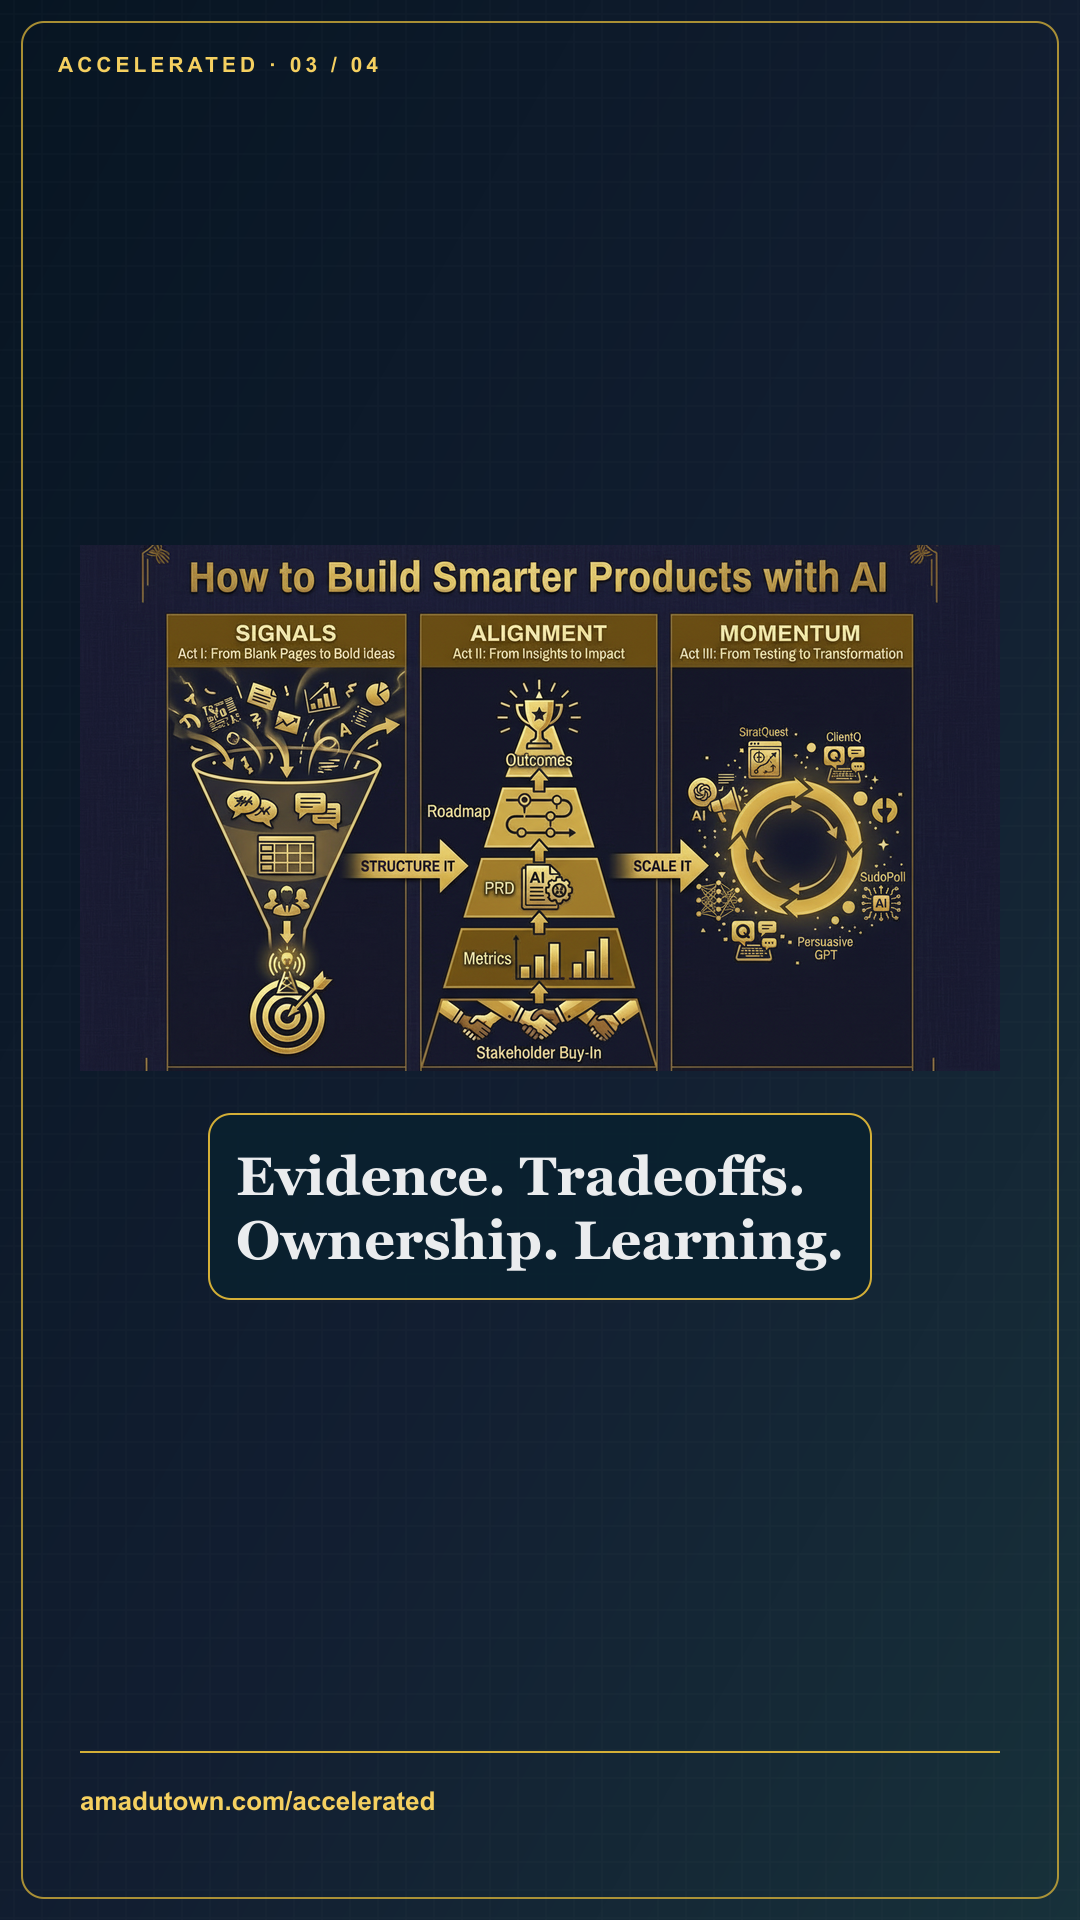 ACCELERATED · 03 / 04
How to Build Smarter Products with AI
SIGNALS
Act I: From Blank Pages to Bold Ideas
STRUCTURE IT
ALIGNMENT
Act II: From Insights to Impact
Outcomes
Roadmap
PRD
AI
Metrics
Stakeholder Buy-In
SCALE IT
MOMENTUM
Act III: From Testing to Transformation
StratQuest
ClientQ
Q
AI
SudoPoll
AI
Q
Persuasive
GPT
Evidence. Tradeoffs.
Ownership. Learning.
amadutown.com/accelerated